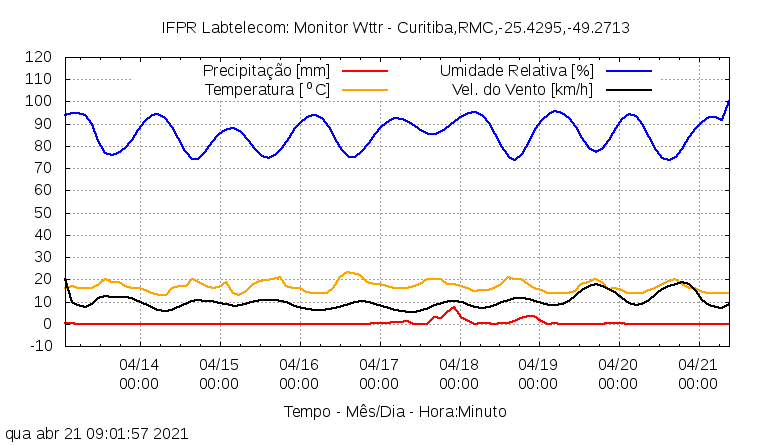 IFPR Labtelecom: Monitor Wttr - Curitiba,RMC,-25.4295,-49.2713
120
110
100
90
80
70
60
50
40
30
20
10
0
-10
Precipitação [mm]
Temperatura [ ⁰C]
Umidade Relativa [%]
Vel. do Vento [km/h]
04/14 04/15 04/16 04/17 04/18 04/19 04/20 04/21
00:00 00:00 00:00 00:00 00:00 00:00 00:00 00:00
Tempo - Mês/Dia - Hora:Minuto
qua abr 21 09:01:57 2021